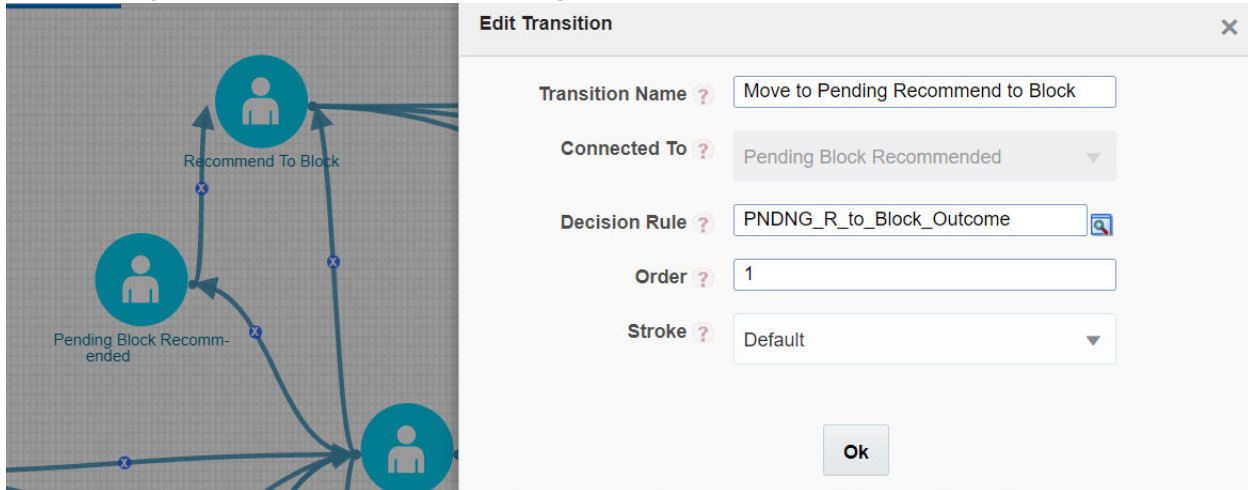 Edit Transition
Transition Name ? Move to Pending Recommend to Block
Connected To ? Pending Block Recommended
Decision Rule ? PNDNG_R_to_Block_Outcome
Order ? 1
Stroke ? Default
Ok
Recommend To Block
Pending Block Recomm-
ended